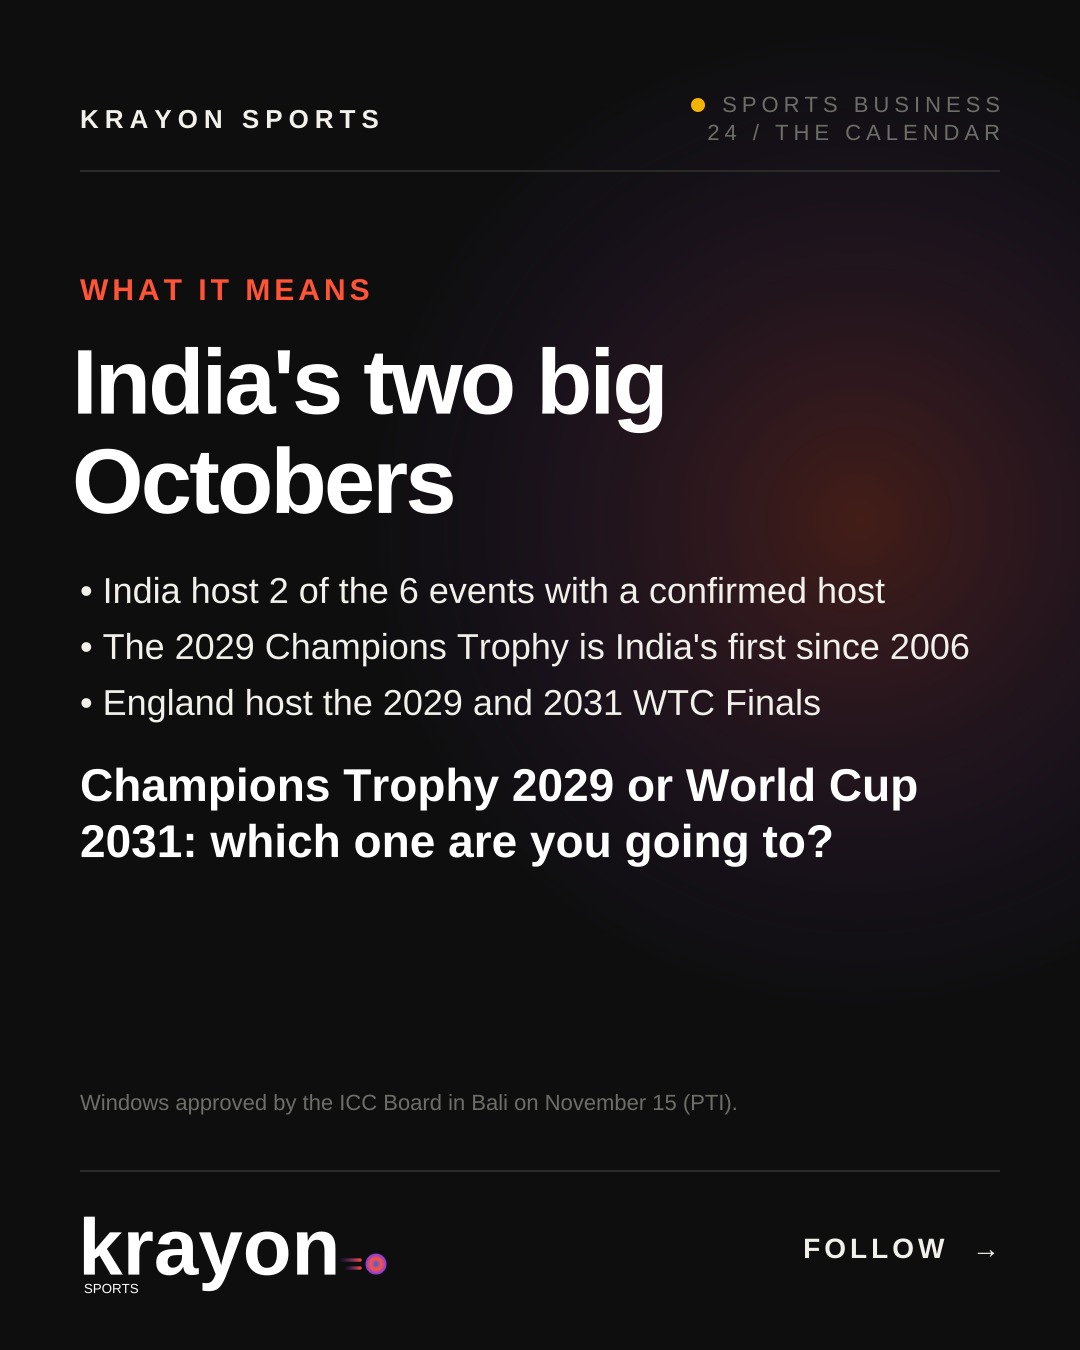 KRAYON SPORTS
SPORTS BUSINESS
24 / THE CALENDAR
WHAT IT MEANS
India's two big
Octobers
• India host 2 of the 6 events with a confirmed host
• The 2029 Champions Trophy is India's first since 2006
• England host the 2029 and 2031 WTC Finals
Champions Trophy 2029 or World Cup
2031: which one are you going to?
Windows approved by the ICC Board in Bali on November 15 (PTI).
krayon
SPORTS
FOLLOW →